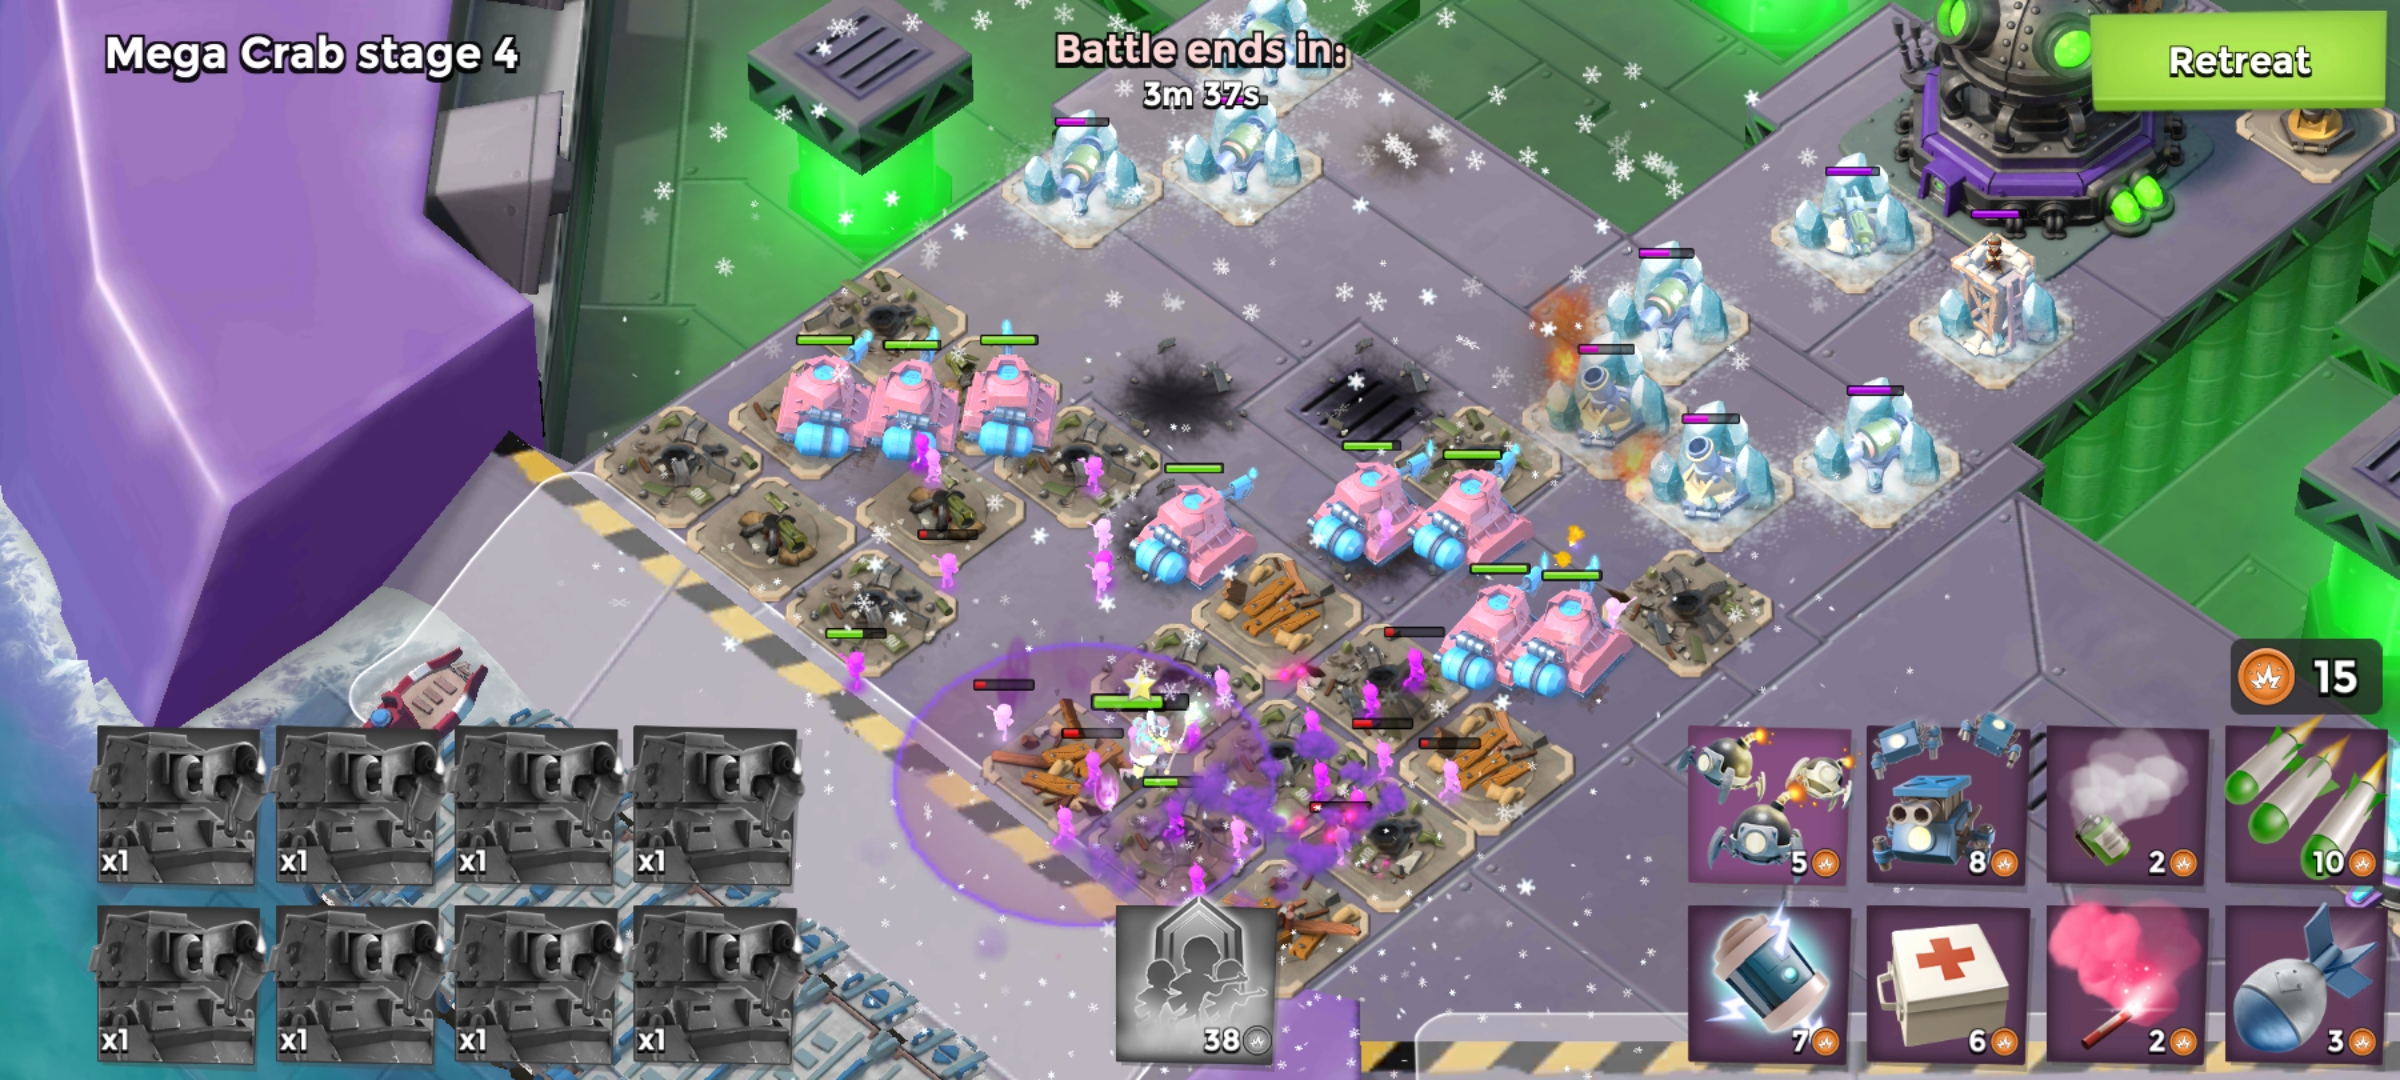 Mega Crab stage 4
Battle ends in:
3m 37s
Retreat
15
x1
x1
x1
x1
5
8
2
10
x1
x1
x1
x1
38
7
6
2
3